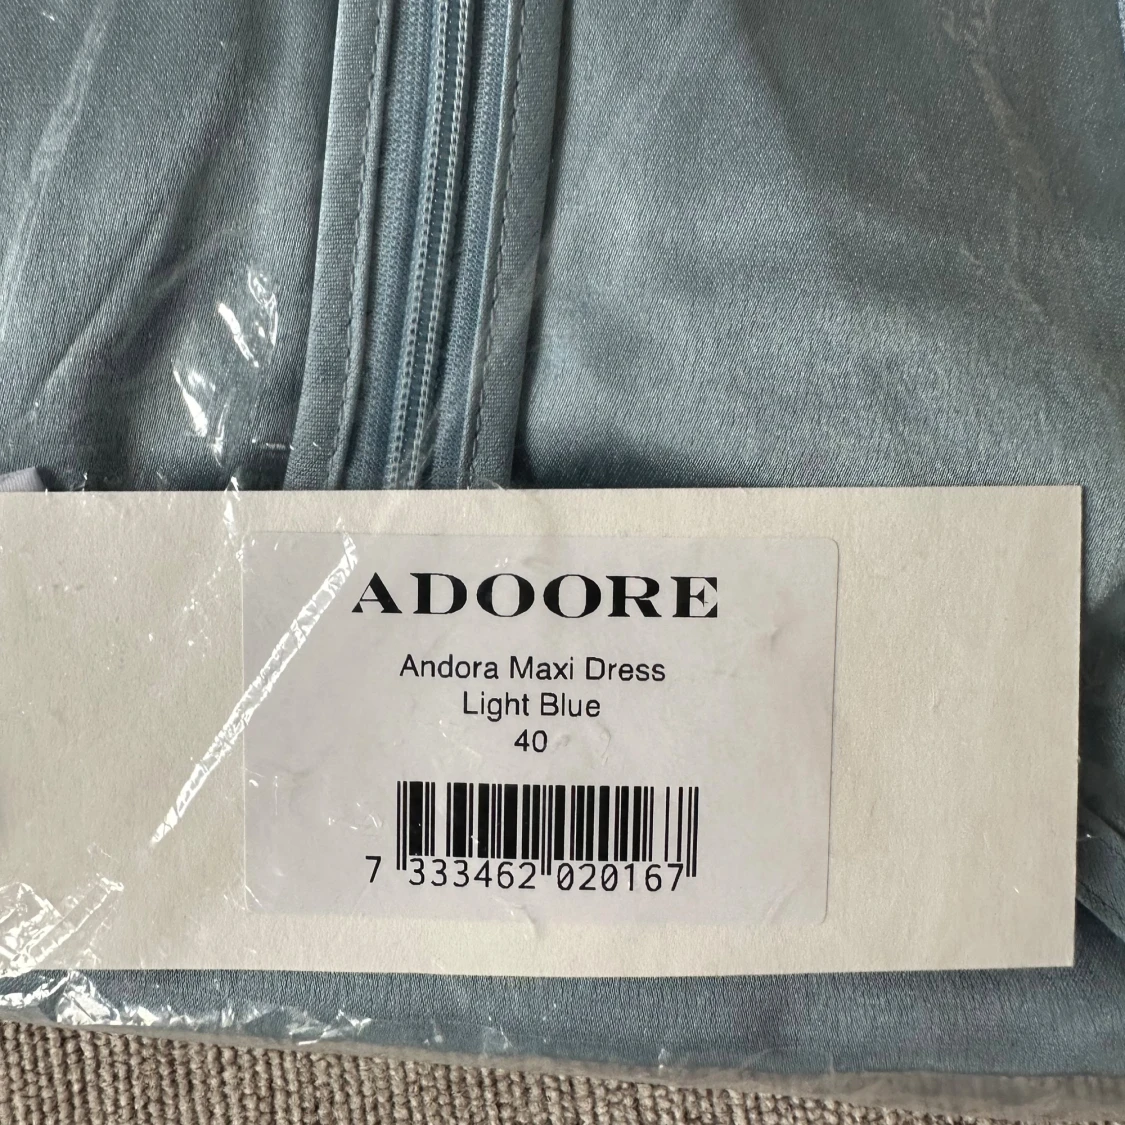 ADOORE
Andora Maxi Dress
Light Blue
40
7 333462 020167